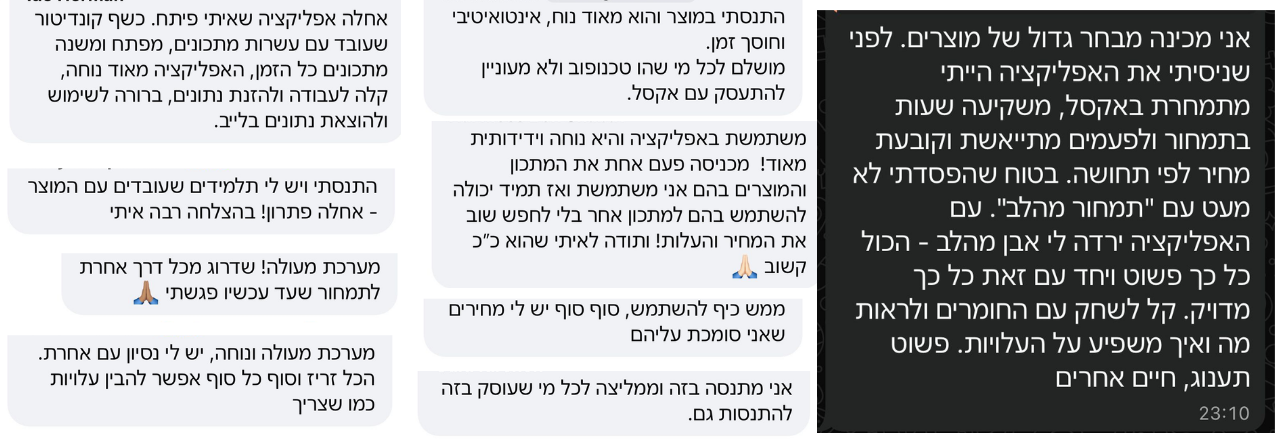 אני מכינה מבחר גדול של מוצרים. לפני
שניסיתי את האפליקציה הייתי
מתמחרת באקסל, משקיעה שעות
בתמחור ולפעמים מתייאשת וקובעת
מחיר לפי תחושה. בטוח שהפסדתי לא
מעט עם "תמחור מהלב". עם
האפליקציה ירדה לי אבן מהלב - הכול
כל כך פשוט ויחד עם זאת כל כך
מדויק. קל לשחק עם החומרים ולראות
מה ואיך משפיע על העלויות. פשוט
תענוג, חיים אחרים
23:10
התנסתי במוצר והוא מאוד נוח, אינטואיטיבי
וחוסך זמן.
מושלם לכל מי שהו טכנופוב ולא מעוניין
להתעסק עם אקסל.
משתמשת באפליקציה והיא נוחה וידידותית
מאוד! מכניסה פעם אחת את המתכון
והמוצרים בהם אני משתמשת ואז תמיד יכולה
להשתמש בהם למתכון אחר בלי לחפש שוב
את המחיר והעלות! ותודה לאיתי שהוא כ״כ
קשוב 🙏🏻
ממש כיף להשתמש, סוף סוף יש לי מחירים
שאני סומכת עליהם
אני מתנסה בזה וממליצה לכל מי שעוסק בזה
להתנסות גם.
אחלה אפליקציה שאיתי פיתח. כשף קונדיטור
שעובד עם עשרות מתכונים, מפתח ומשנה
מתכונים כל הזמן, האפליקציה מאוד נוחה,
קלה לעבודה ולהזנת נתונים, ברורה לשימוש
ולהוצאת נתונים בלייב.
התנסתי ויש לי תלמידים שעובדים עם המוצר
- אחלה פתרון! בהצלחה רבה איתי
מערכת מעולה! שדרוג מכל דרך אחרת
לתמחור שעד עכשיו פגשתי 🙏🏽
מערכת מעולה ונוחה, יש לי נסיון עם אחרת.
הכל זריז וסוף כל סוף אפשר להבין עלויות
כמו שצריך